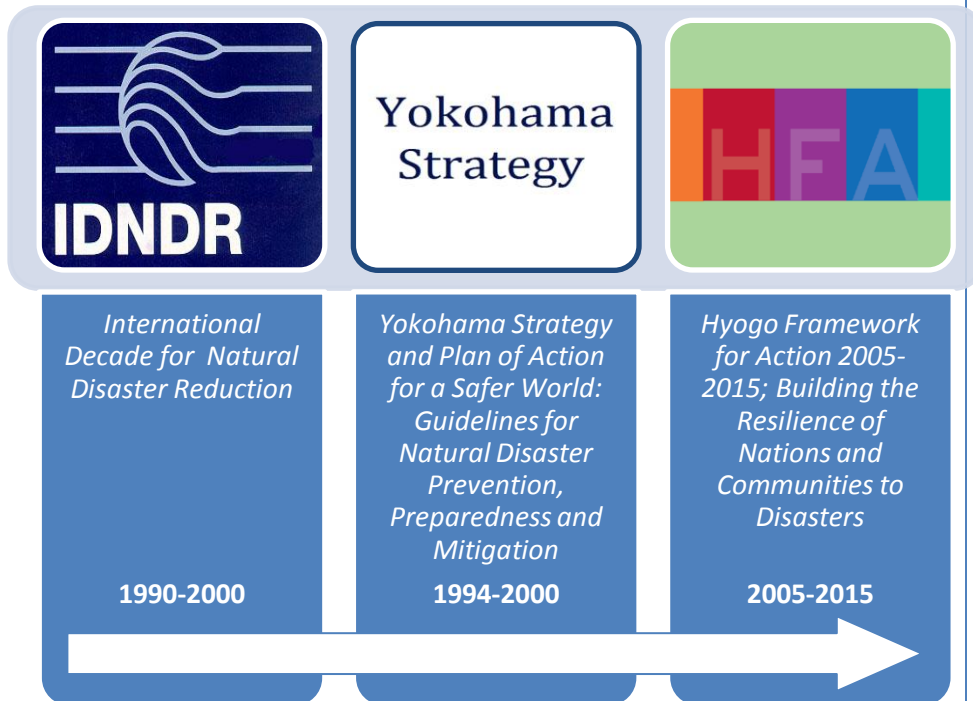 IDNDR
Yokohama
Strategy
HFA
International
Decade for Natural
Disaster Reduction
1990-2000
Yokohama Strategy
and Plan of Action
for a Safer World:
Guidelines for
Natural Disaster
Prevention,
Preparedness and
Mitigation
1994-2000
Hyogo Framework
for Action 2005-
2015; Building the
Resilience of
Nations and
Communities to
Disasters
2005-2015